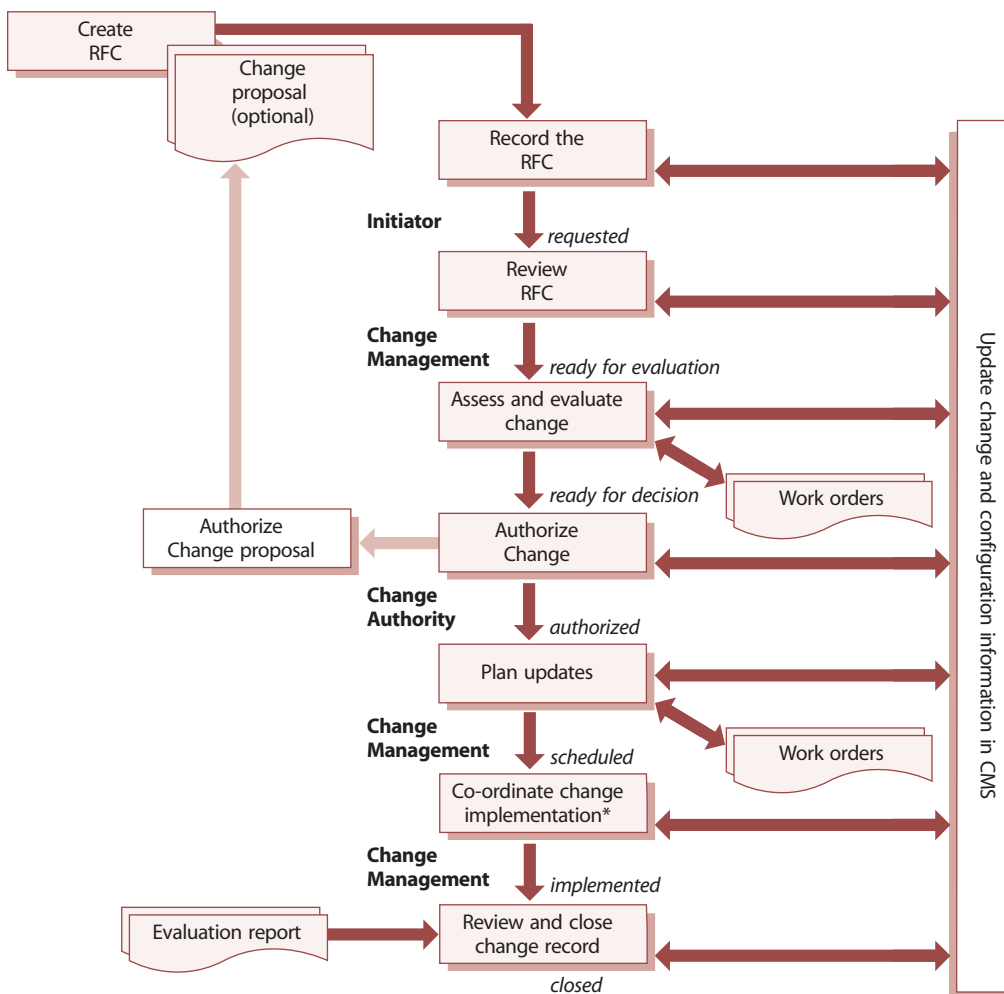 Create
RFC
Change
proposal
(optional)
Record the
RFC
Initiator
requested
Review
RFC
Change
Management
ready for evaluation
Assess and evaluate
change
ready for decision
Work orders
Authorize
Change proposal
Authorize
Change
Change
Authority
authorized
Plan updates
Change
Management
scheduled
Work orders
Co-ordinate change
implementation*
Change
Management
implemented
Evaluation report
Review and close
change record
closed
Update change and configuration information in CMS